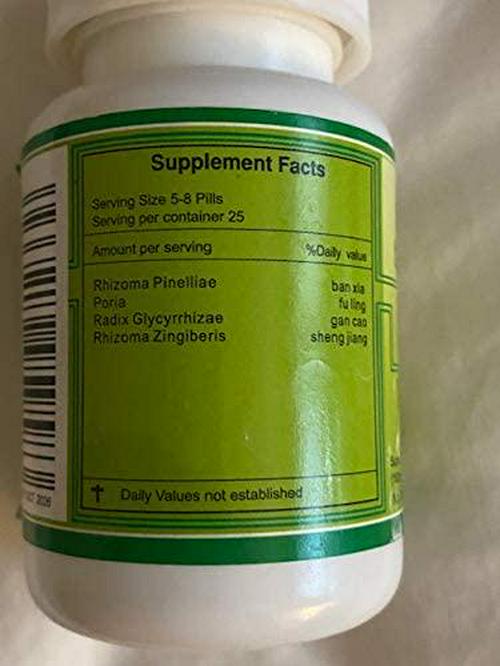 Supplement Facts
Serving Size 5-8 Pills
Serving per container 25
Amount per serving %Daily value
Rhizoma Pinelliae ban xia
Poria fu ling
Radix Glycyrrhizae gan cao
Rhizoma Zingiberis sheng jiang
† Daily Values not established
2026